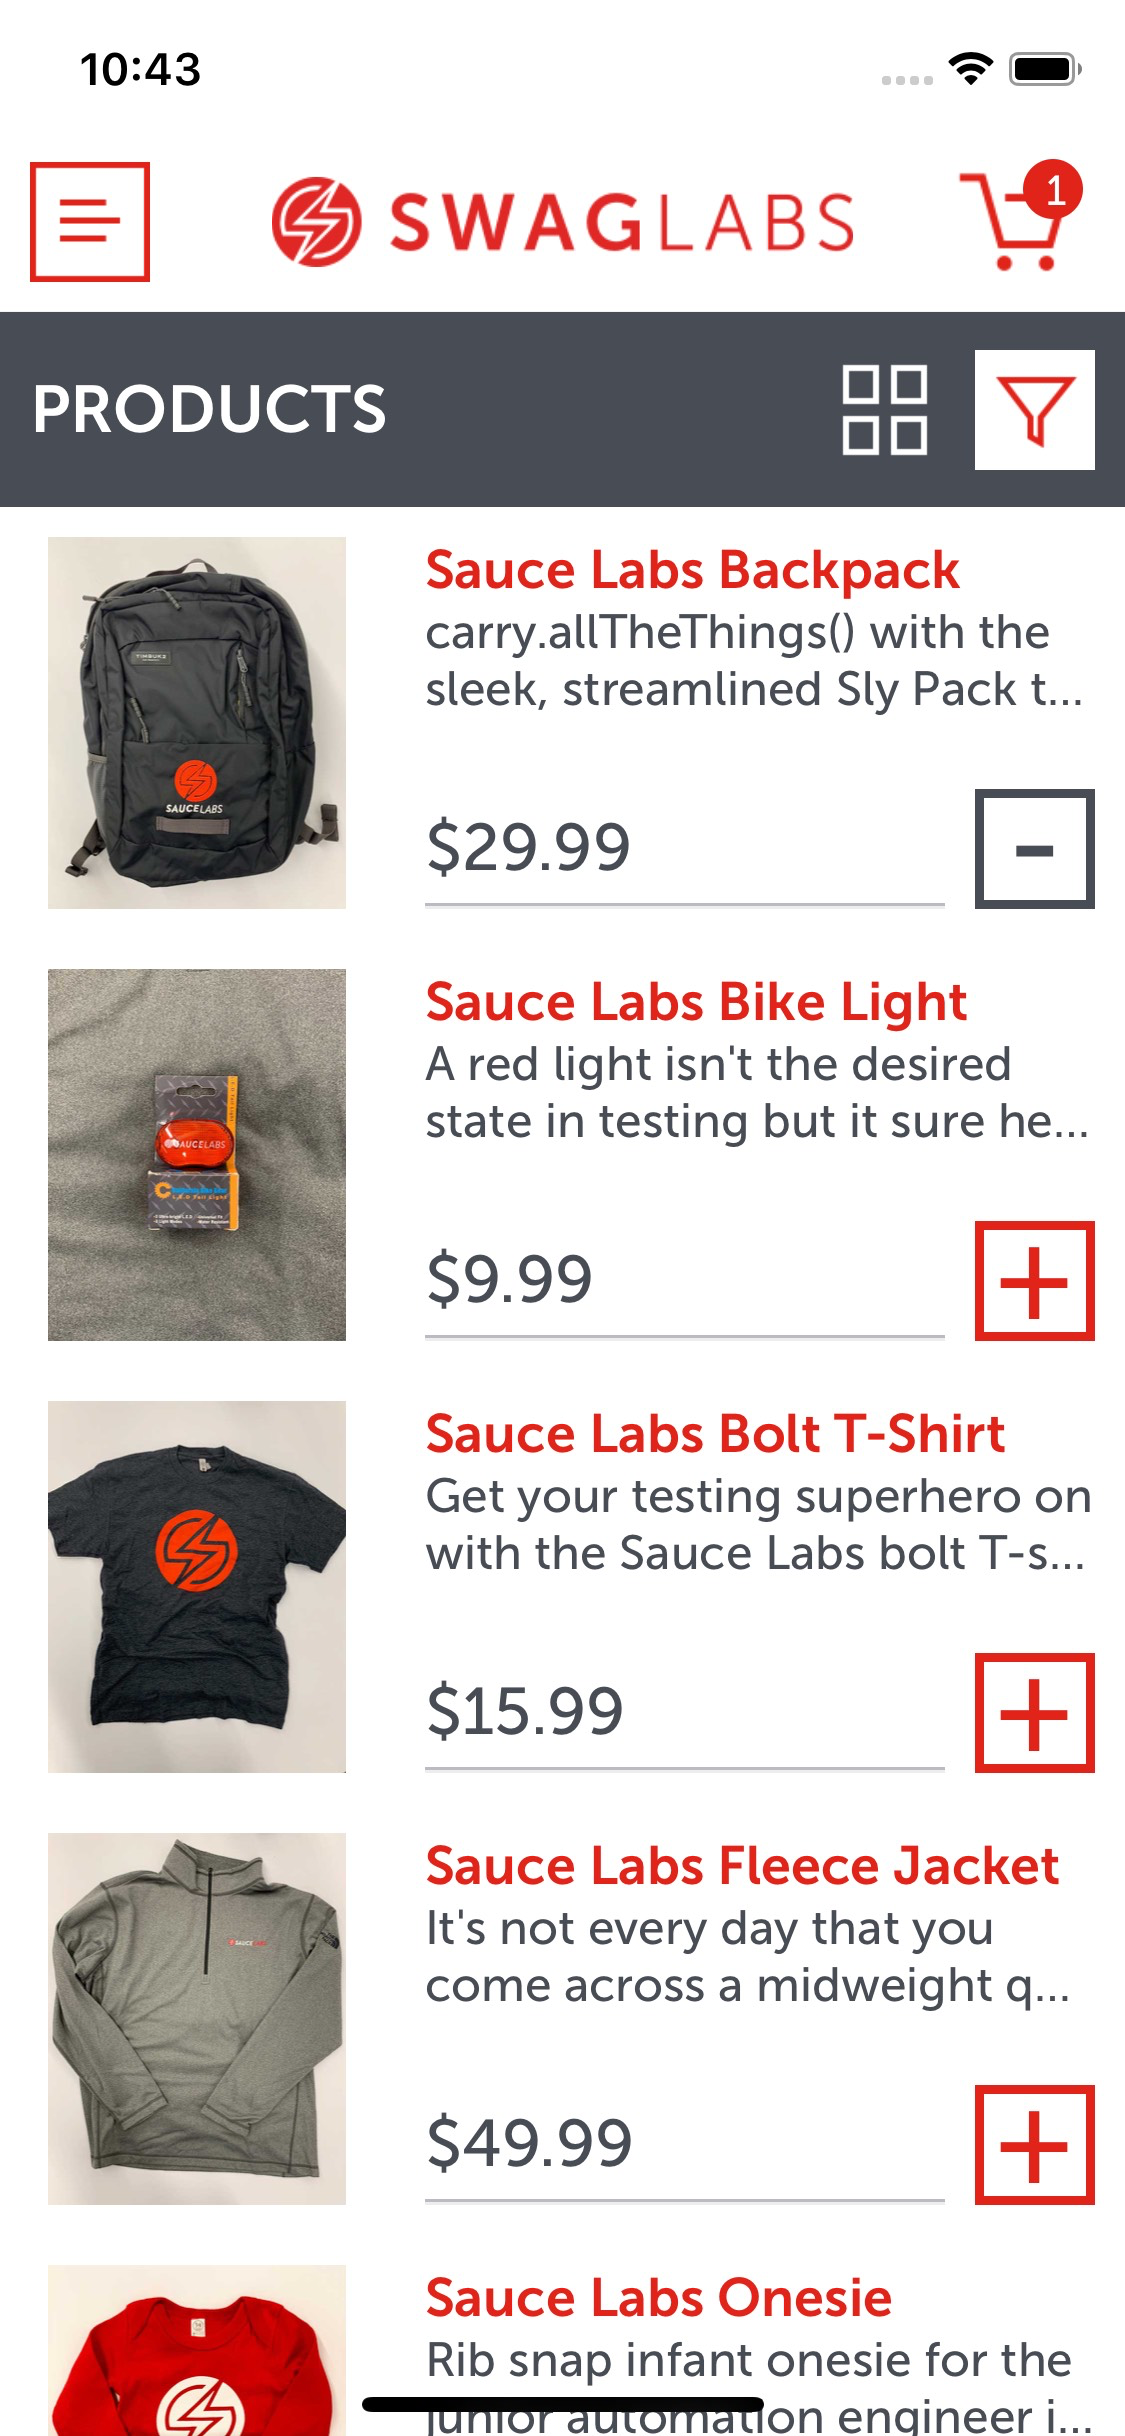 10:43
SWAGLABS
1
PRODUCTS
Sauce Labs Backpack
carry.allTheThings() with the
sleek, streamlined Sly Pack t...
TIMBUK2
SAUCELABS
$29.99
-
Sauce Labs Bike Light
A red light isn't the desired
state in testing but it sure he...
SAUCELABS
$9.99
+
Sauce Labs Bolt T-Shirt
Get your testing superhero on
with the Sauce Labs bolt T-s...
$15.99
+
Sauce Labs Fleece Jacket
It's not every day that you
come across a midweight q...
SAUCELABS
$49.99
+
Sauce Labs Onesie
Rib snap infant onesie for the
junior automation engineer i...